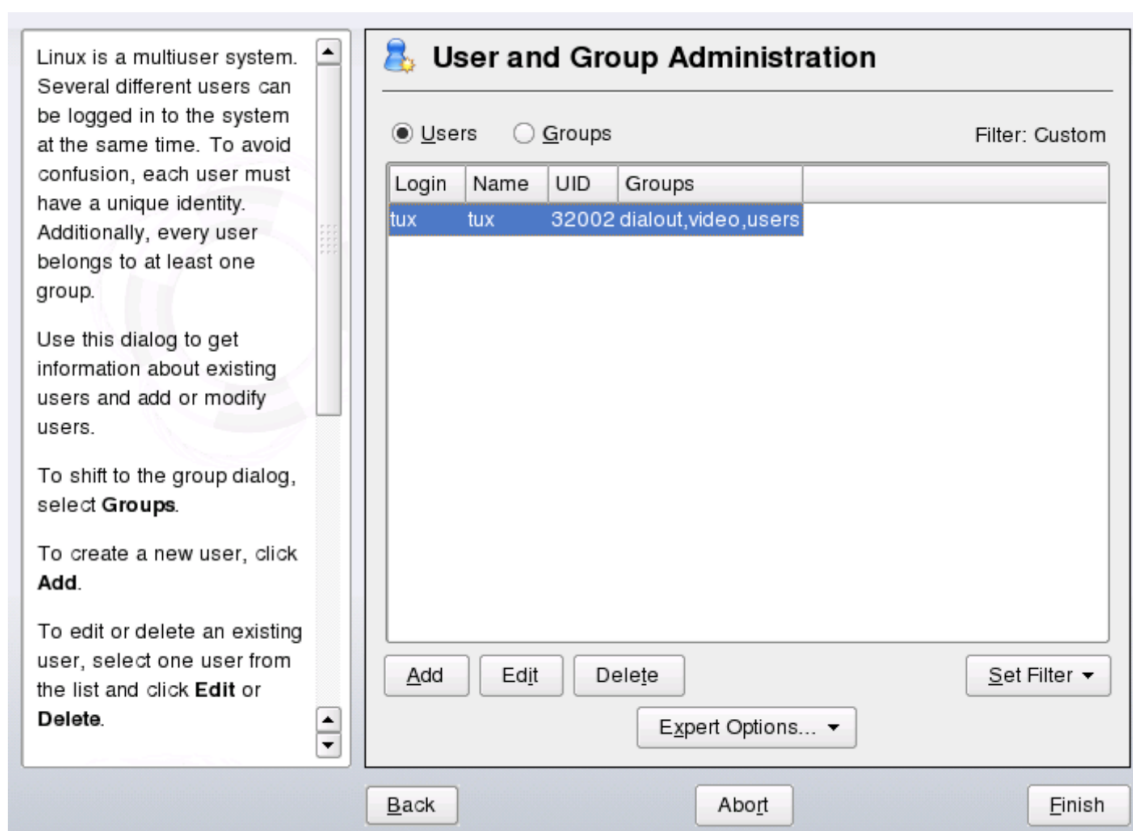 Linux is a multiuser system.
Several different users can
be logged in to the system
at the same time. To avoid
confusion, each user must
have a unique identity.
Additionally, every user
belongs to at least one
group.
Use this dialog to get
information about existing
users and add or modify
users.
To shift to the group dialog,
select Groups.
To create a new user, click
Add.
To edit or delete an existing
user, select one user from
the list and click Edit or
Delete.
User and Group Administration
Users Groups Filter: Custom
Login Name UID Groups
tux tux 32002 dialout,video,users
Add Edit Delete Set Filter
Expert Options...
Back Abort Finish